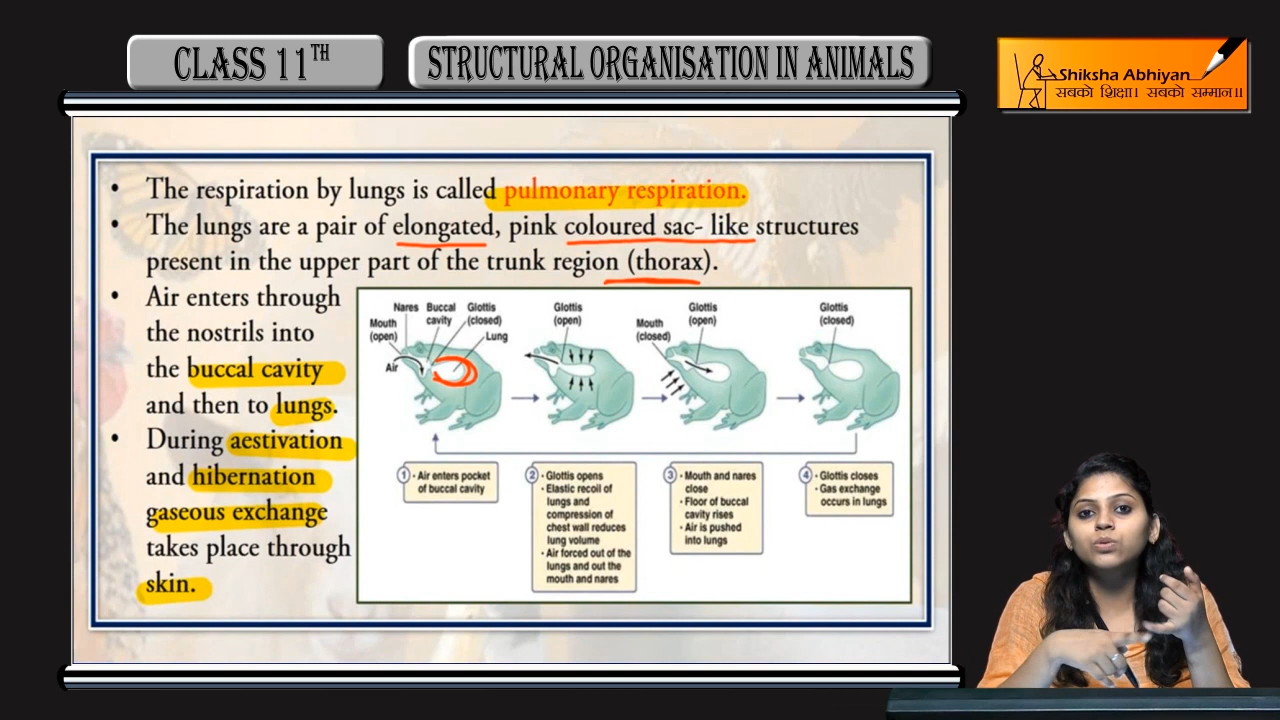 CLASS 11TH
STRUCTURAL ORGANISATION IN ANIMALS
Shiksha Abhiyan
सबको शिक्षा। सबको सम्मान।।
• The respiration by lungs is called pulmonary respiration.
• The lungs are a pair of elongated, pink coloured sac- like structures
present in the upper part of the trunk region (thorax).
• Air enters through
the nostrils into
the buccal cavity
and then to lungs.
• During aestivation
and hibernation
gaseous exchange
takes place through
skin.
Nares
Buccal
cavity
Glottis
(closed)
Mouth
(open)
Lung
Air
Glottis
(open)
Mouth
(closed)
Glottis
(open)
Glottis
(closed)
1 • Air enters pocket
of buccal cavity
2 • Glottis opens
• Elastic recoil of
lungs and
compression of
chest wall reduces
lung volume
• Air forced out of the
lungs and out the
mouth and nares
3 • Mouth and nares
close
• Floor of buccal
cavity rises
• Air is pushed
into lungs
4 • Glottis closes
• Gas exchange
occurs in lungs